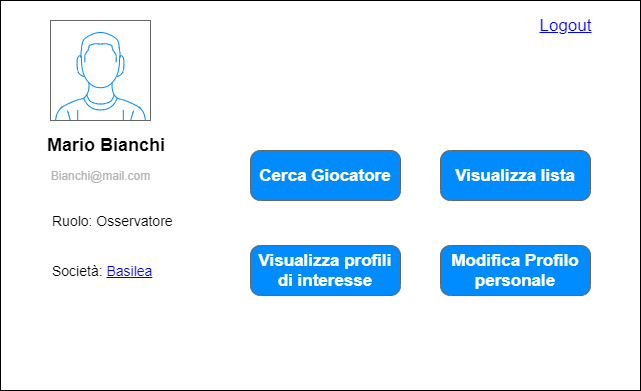 Logout
Mario Bianchi
Bianchi@mail.com
Ruolo: Osservatore
Società: Basilea
Cerca Giocatore
Visualizza lista
Visualizza profili
di interesse
Modifica Profilo
personale